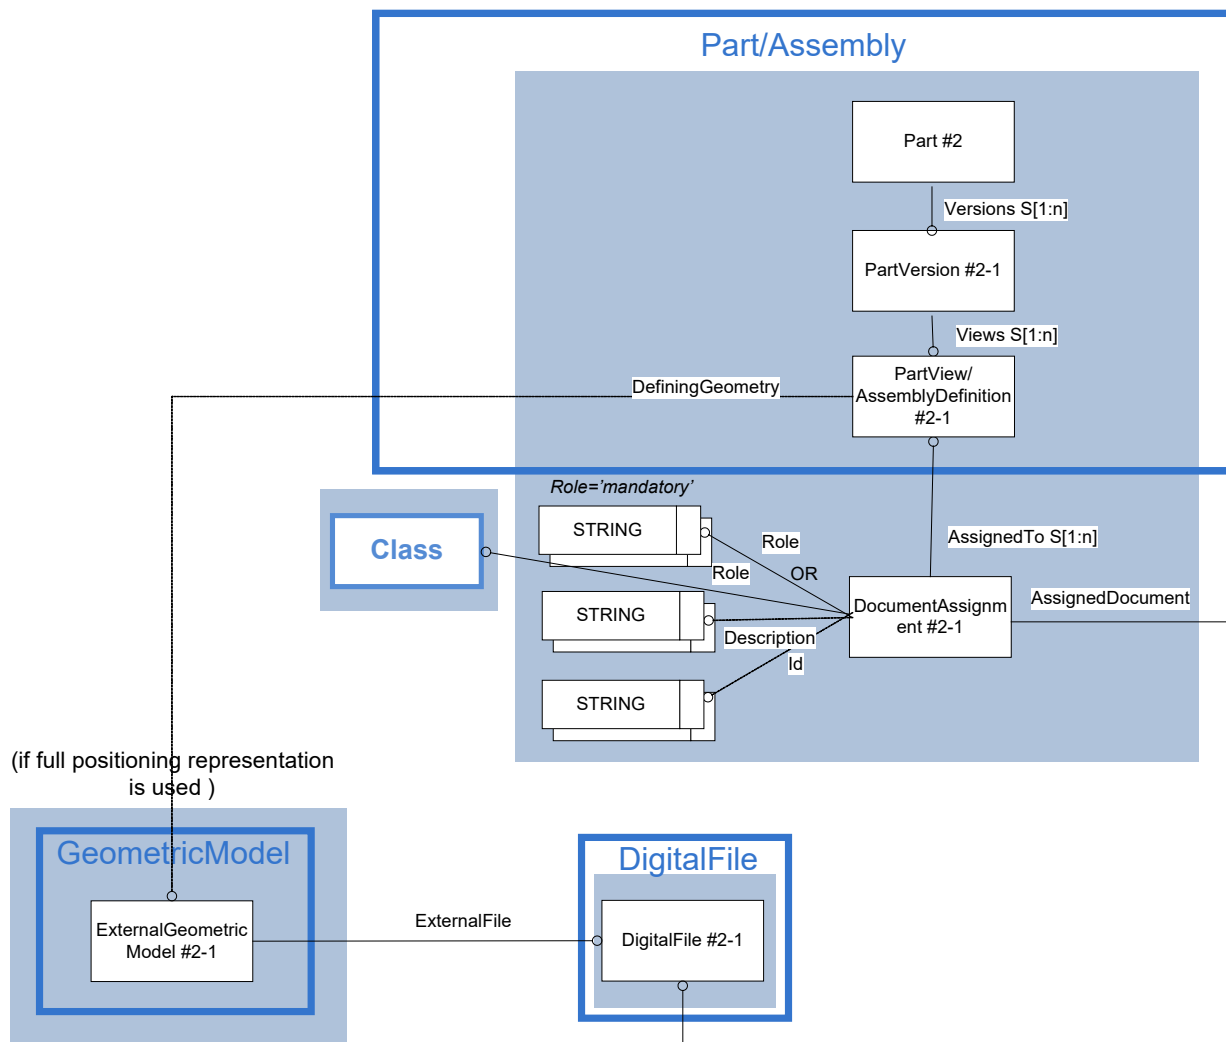 Part/Assembly
Part #2
Versions S[1:n]
PartVersion #2-1
Views S[1:n]
DefiningGeometry
PartView/
AssemblyDefinition
#2-1
Role='mandatory'
STRING
Role
Class
Role
OR
AssignedTo S[1:n]
STRING
Description
Id
DocumentAssignm
ent #2-1
AssignedDocument
STRING
(if full positioning representation
is used )
GeometricModel
DigitalFile
ExternalGeometric
Model #2-1
ExternalFile
DigitalFile #2-1